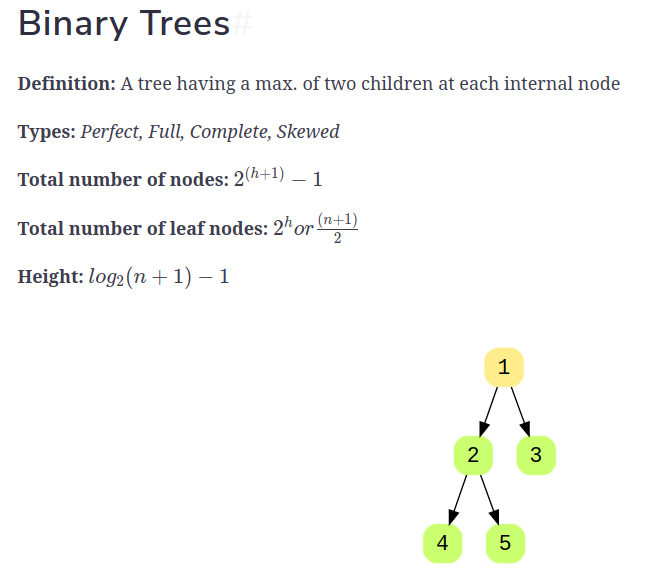 Binary Trees#
Definition: A tree having a max. of two children at each internal node
Types: Perfect, Full, Complete, Skewed
Total number of nodes: 2^{(h+1)} − 1
Total number of leaf nodes: 2^h or \frac{(n+1)}{2}
Height: log_2(n + 1) − 1
1
2 3
4 5